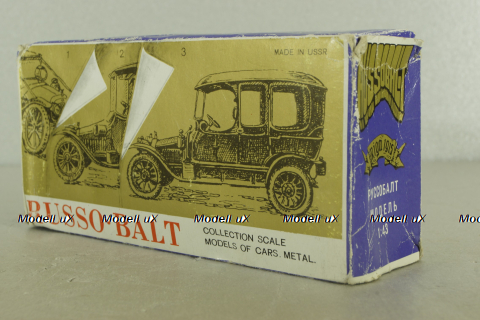 1 2 3
MADE IN USSR
RUSSO-BALT
COLLECTION SCALE
MODELS OF CARS. METAL.
RUSSOBALT
РУССОБАЛТ
МОДЕЛЬ
1:43
Modell uX Modell uX Modell uX Modell uX Modell uX